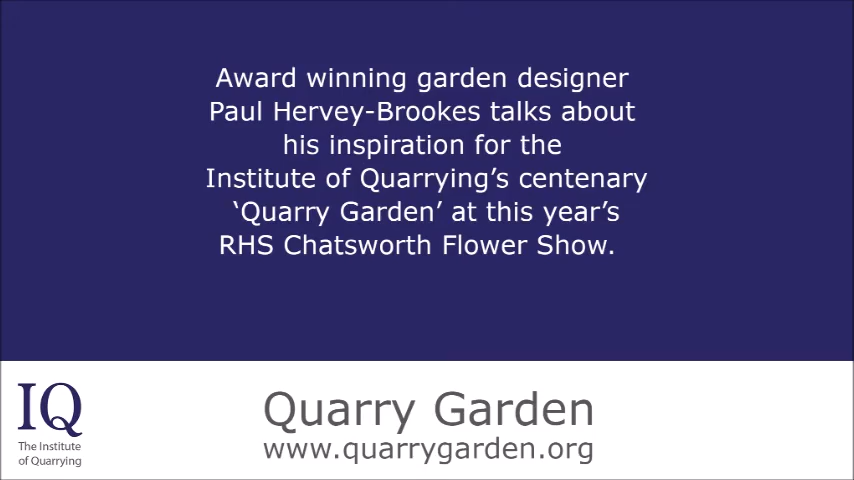 Award winning garden designer
Paul Hervey-Brookes talks about
his inspiration for the
Institute of Quarrying’s centenary
‘Quarry Garden’ at this year’s
RHS Chatsworth Flower Show.
IQ
The Institute
of Quarrying
Quarry Garden
www.quarrygarden.org